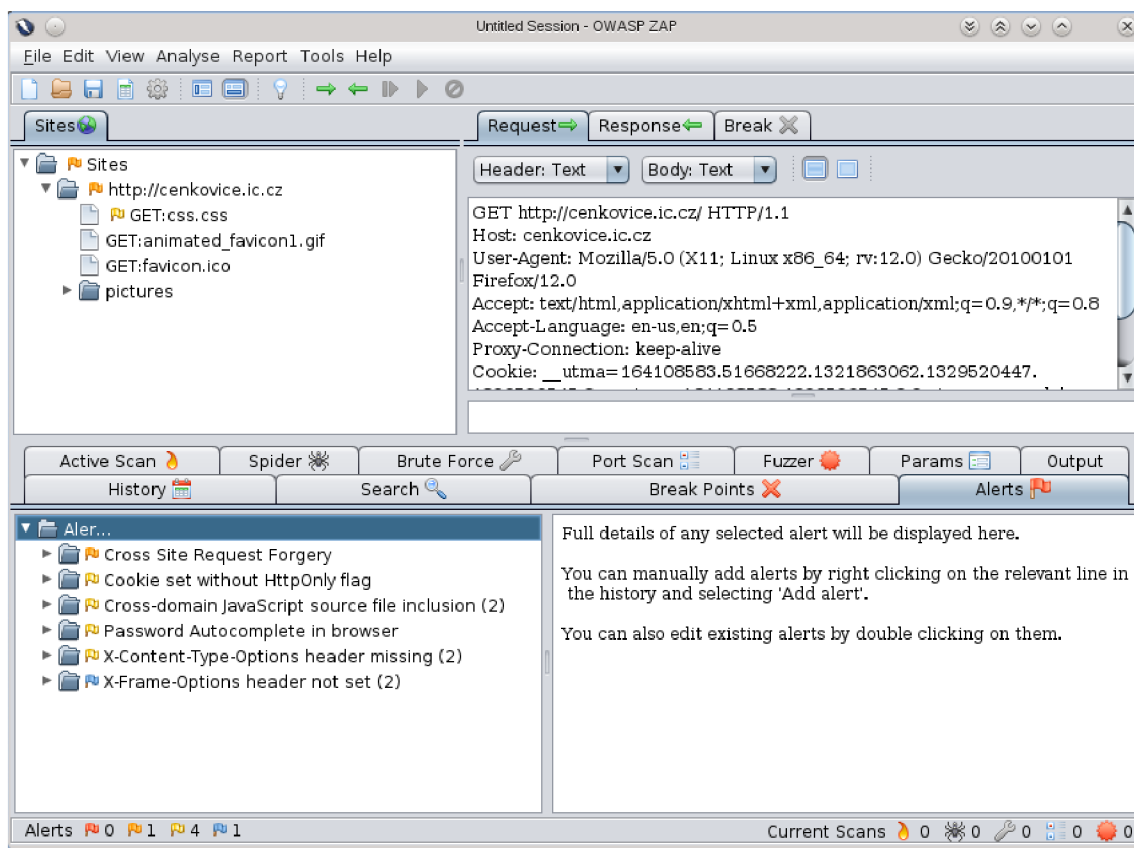 Untitled Session - OWASP ZAP
File Edit View Analyse Report Tools Help
Sites
Request Response Break
Sites
http://cenkovice.ic.cz
GET:css.css
GET:animated_favicon1.gif
GET:favicon.ico
pictures
Header: Text Body: Text
GET http://cenkovice.ic.cz/ HTTP/1.1
Host: cenkovice.ic.cz
User-Agent: Mozilla/5.0 (X11; Linux x86_64; rv:12.0) Gecko/20100101
Firefox/12.0
Accept: text/html,application/xhtml+xml,application/xml;q=0.9,*/*;q=0.8
Accept-Language: en-us,en;q=0.5
Proxy-Connection: keep-alive
Cookie: __utma=164108583.51668222.1321863062.1329520447.
Active Scan Spider Brute Force Port Scan Fuzzer Params Output
History Search Break Points Alerts
Aler...
Cross Site Request Forgery
Cookie set without HttpOnly flag
Cross-domain JavaScript source file inclusion (2)
Password Autocomplete in browser
X-Content-Type-Options header missing (2)
X-Frame-Options header not set (2)
Full details of any selected alert will be displayed here.
You can manually add alerts by right clicking on the relevant line in
the history and selecting 'Add alert'.
You can also edit existing alerts by double clicking on them.
Alerts 0 1 4 1
Current Scans 0 0 0 0 0